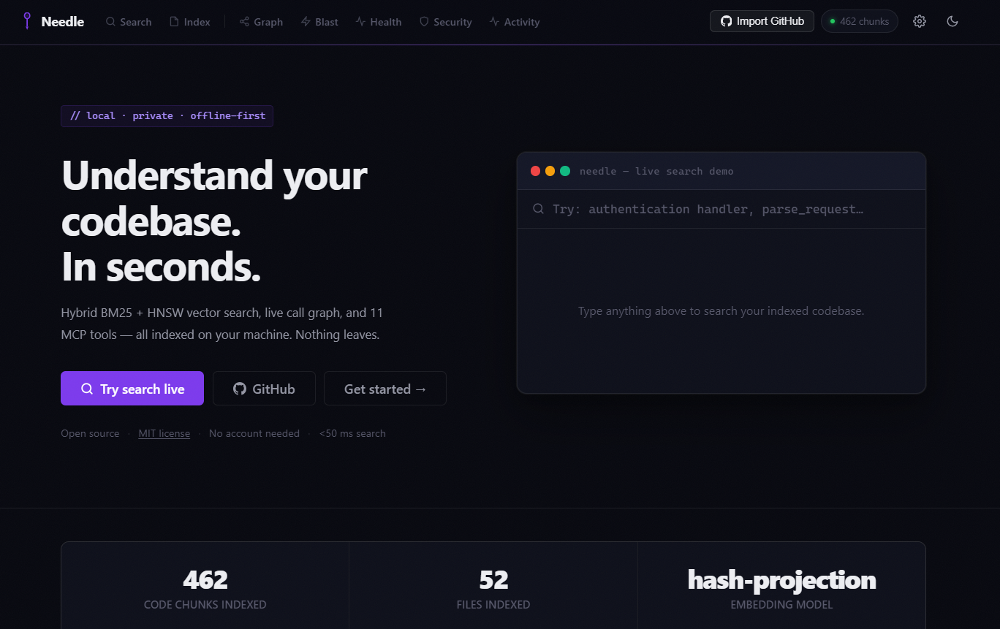 Needle
Search
Index
Graph
Blast
Health
Security
Activity
Import GitHub
462 chunks
// local · private · offline-first
Understand your
codebase.
In seconds.
Hybrid BM25 + HNSW vector search, live call graph, and 11
MCP tools — all indexed on your machine. Nothing leaves.
Try search live
GitHub
Get started →
Open source · MIT license · No account needed · <50 ms search
needle — live search demo
Try: authentication handler, parse_request…
Type anything above to search your indexed codebase.
462
CODE CHUNKS INDEXED
52
FILES INDEXED
hash-projection
EMBEDDING MODEL